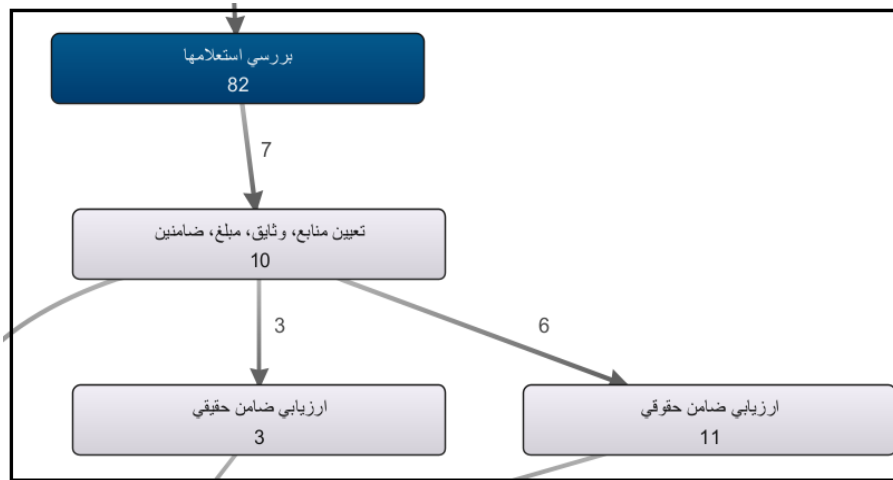 بررسي استعلامها
82
7
تعيين منابع، وثايق، مبلغ، ضامنين
10
3
6
ارزيابي ضامن حقيقي
3
ارزيابي ضامن حقوقي
11